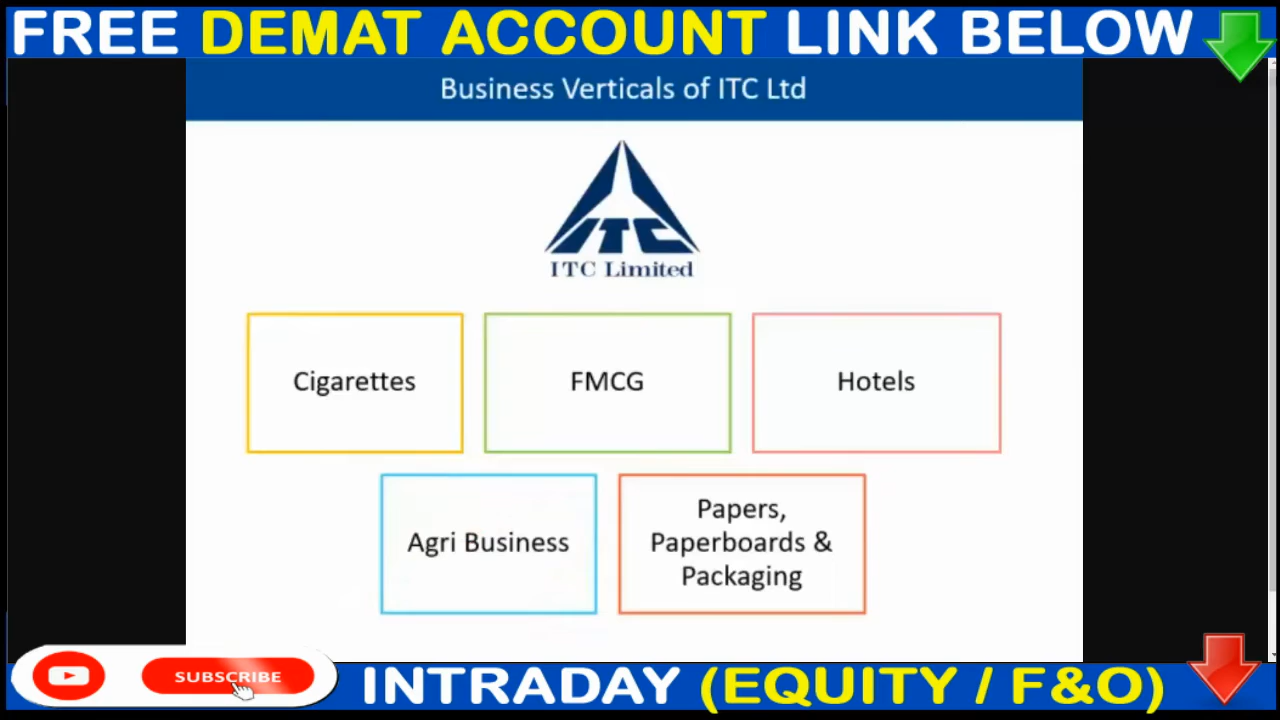 FREE DEMAT ACCOUNT LINK BELOW
Business Verticals of ITC Ltd
ITC
ITC Limited
Cigarettes
FMCG
Hotels
Agri Business
Papers,
Paperboards &
Packaging
SUBSCRIBE
INTRADAY (EQUITY / F&O)